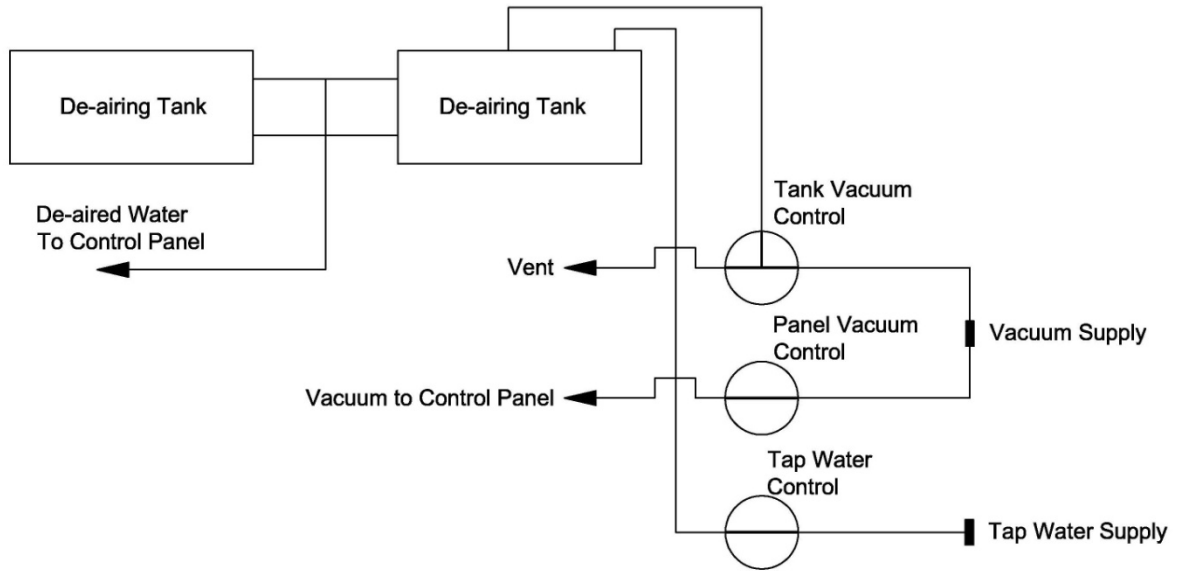 De-airing Tank
De-airing Tank
De-aired Water
To Control Panel
Tank Vacuum
Control
Vent
Panel Vacuum
Control
Vacuum Supply
Vacuum to Control Panel
Tap Water
Control
Tap Water Supply